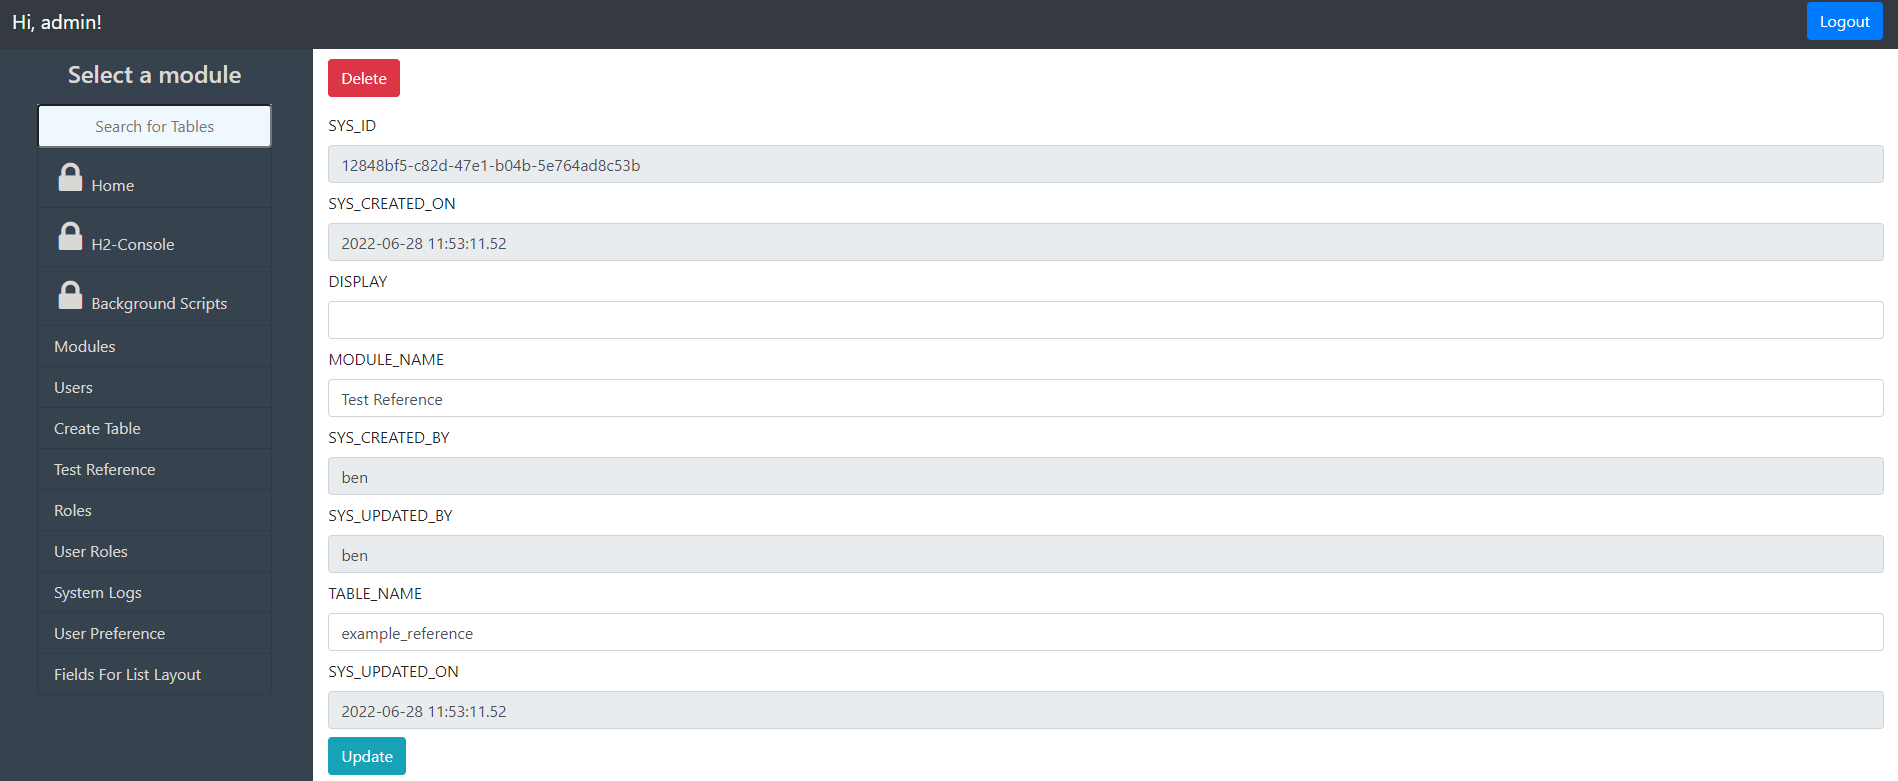 Hi, admin!
Logout
Select a module
Search for Tables
Home
H2-Console
Background Scripts
Modules
Users
Create Table
Test Reference
Roles
User Roles
System Logs
User Preference
Fields For List Layout
Delete
SYS_ID
12848bf5-c82d-47e1-b04b-5e764ad8c53b
SYS_CREATED_ON
2022-06-28 11:53:11.52
DISPLAY
MODULE_NAME
Test Reference
SYS_CREATED_BY
ben
SYS_UPDATED_BY
ben
TABLE_NAME
example_reference
SYS_UPDATED_ON
2022-06-28 11:53:11.52
Update